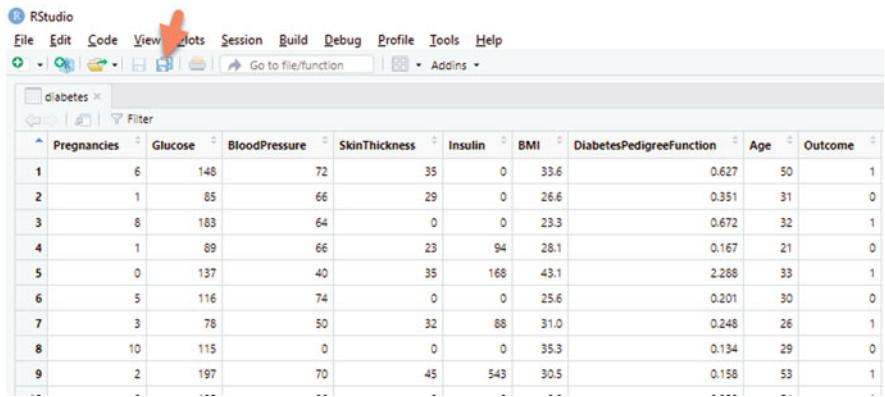 RStudio
File Edit Code View Plots Session Build Debug Profile Tools Help
Go to file/function Addins
diabetes
Filter
Pregnancies Glucose BloodPressure SkinThickness Insulin BMI DiabetesPedigreeFunction Age Outcome
1 6 148 72 35 0 33.6 0.627 50 1
2 1 85 66 29 0 26.6 0.351 31 0
3 8 183 64 0 0 23.3 0.672 32 1
4 1 89 66 23 94 28.1 0.167 21 0
5 0 137 40 35 168 43.1 2.288 33 1
6 5 116 74 0 0 25.6 0.201 30 0
7 3 78 50 32 88 31.0 0.248 26 1
8 10 115 0 0 0 35.3 0.134 29 0
9 2 197 70 45 543 30.5 0.158 53 1